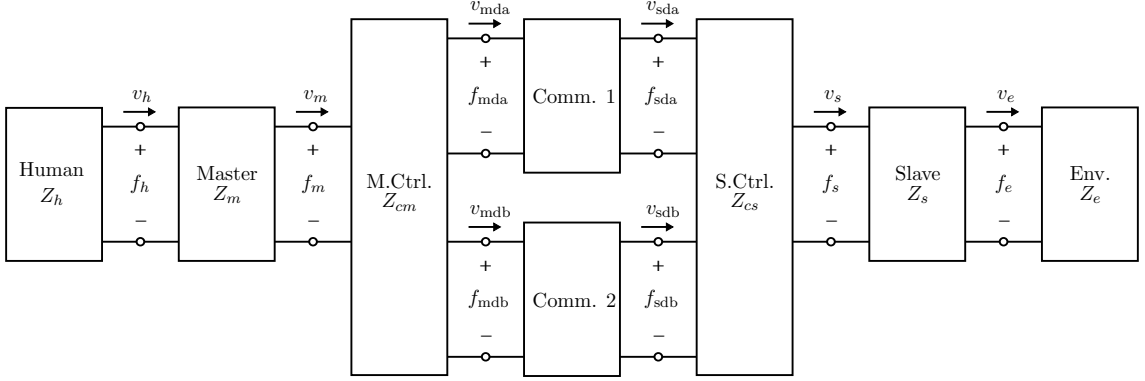 Human
Z_h
v_h
+
f_h
−
Master
Z_m
v_m
+
f_m
−
M.Ctrl.
Z_cm
v_mda
+
f_mda
−
Comm. 1
v_sda
+
f_sda
−
v_mdb
+
f_mdb
−
Comm. 2
v_sdb
+
f_sdb
−
S.Ctrl.
Z_cs
v_s
+
f_s
−
Slave
Z_s
v_e
+
f_e
−
Env.
Z_e